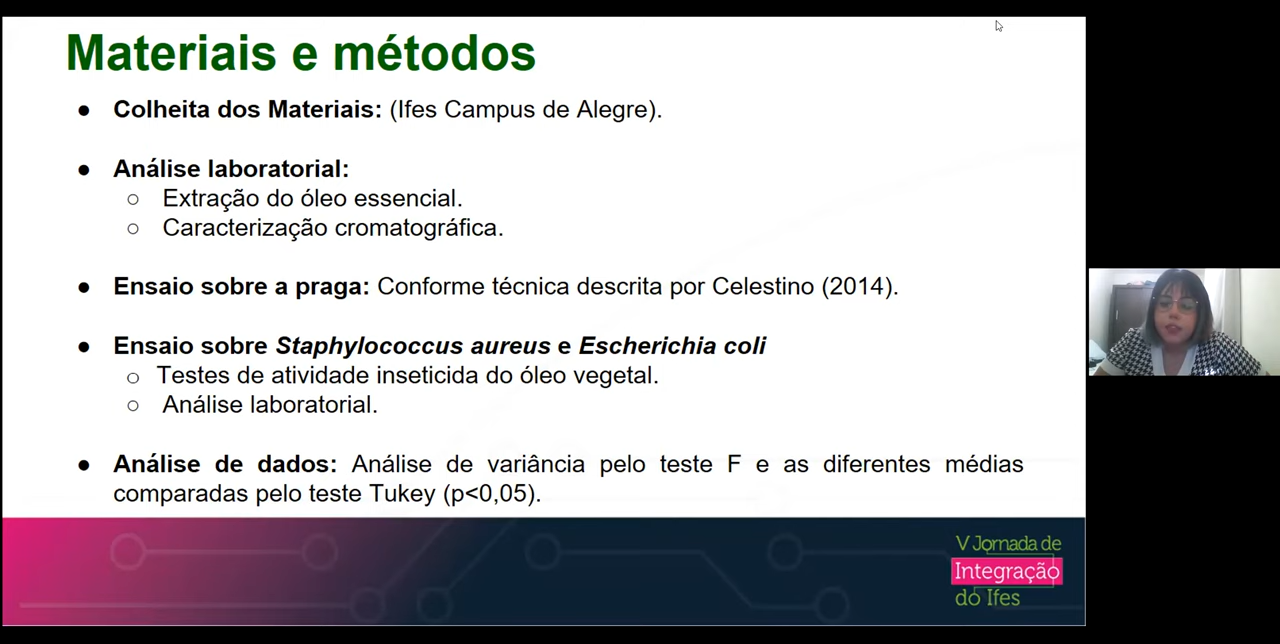 Materiais e métodos
● Colheita dos Materiais: (Ifes Campus de Alegre).
● Análise laboratorial:
○ Extração do óleo essencial.
○ Caracterização cromatográfica.
● Ensaio sobre a praga: Conforme técnica descrita por Celestino (2014).
● Ensaio sobre Staphylococcus aureus e Escherichia coli
○ Testes de atividade inseticida do óleo vegetal.
○ Análise laboratorial.
● Análise de dados: Análise de variância pelo teste F e as diferentes médias
comparadas pelo teste Tukey (p<0,05).
V Jornada de
Integração
do Ifes